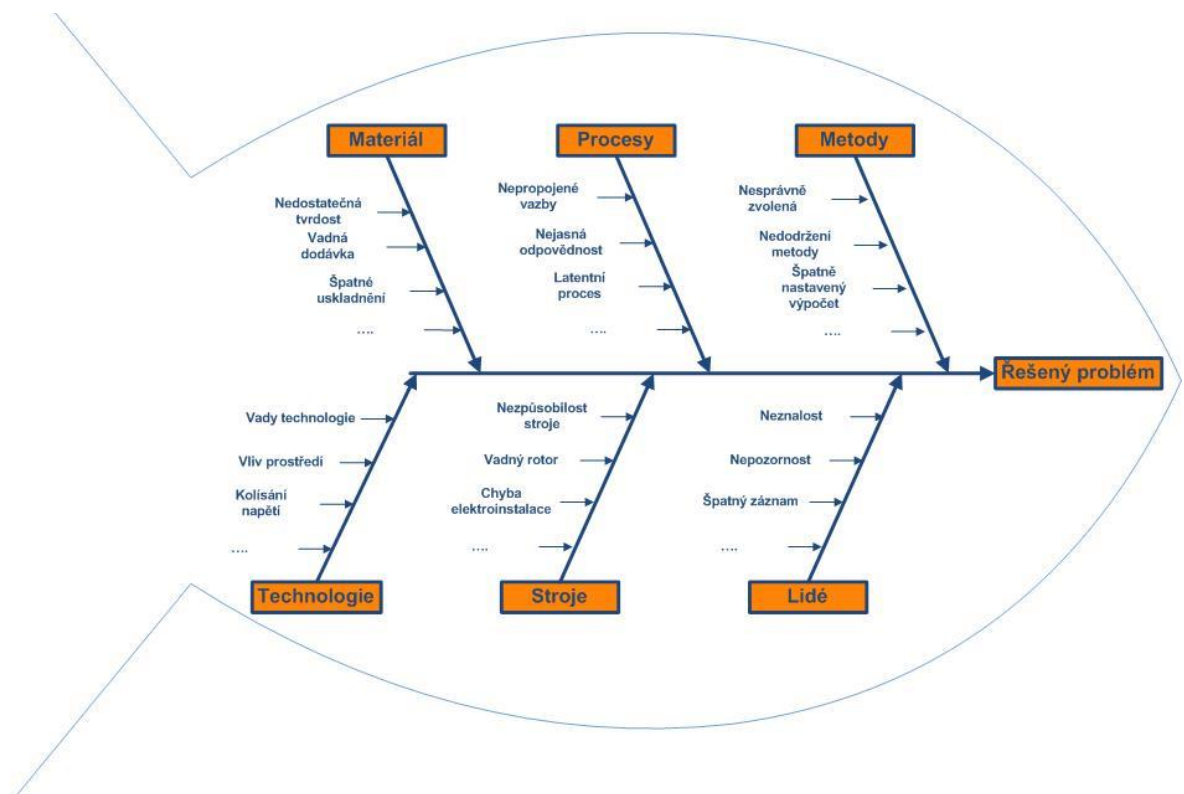 Materiál
Procesy
Metody
Nedostatečná
tvrdost
Vadná
dodávka
Špatné
uskladnění
....
Nepropojené
vazby
Nejasná
odpovědnost
Latentní
proces
....
Nesprávně
zvolená
Nedodržení
metody
Špatně
nastavený
výpočet
....
Řešený problém
Vady technologie
Vliv prostředí
Kolísání
napětí
....
Nezpůsobilost
stroje
Vadný rotor
Chyba
elektroinstalace
....
Neznalost
Nepozornost
Špatný záznam
....
Technologie
Stroje
Lidé